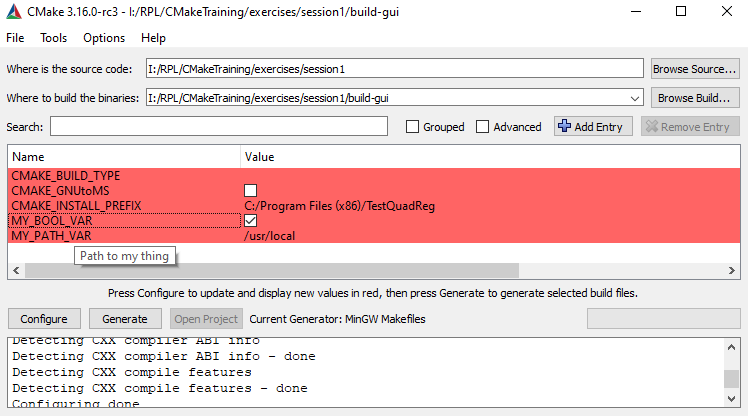 CMake 3.16.0-rc3 - I:/RPL/CMakeTraining/exercises/session1/build-gui
File Tools Options Help
Where is the source code: I:/RPL/CMakeTraining/exercises/session1 Browse Source...
Where to build the binaries: I:/RPL/CMakeTraining/exercises/session1/build-gui Browse Build...
Search: Grouped Advanced Add Entry Remove Entry
Name Value
CMAKE_BUILD_TYPE
CMAKE_GNUtoMS
CMAKE_INSTALL_PREFIX C:/Program Files (x86)/TestQuadReg
MY_BOOL_VAR
MY_PATH_VAR /usr/local
Path to my thing
Press Configure to update and display new values in red, then press Generate to generate selected build files.
Configure Generate Open Project Current Generator: MinGW Makefiles
Detecting CXX compiler ABI info
Detecting CXX compiler ABI info - done
Detecting CXX compile features
Detecting CXX compile features - done
Configuring done